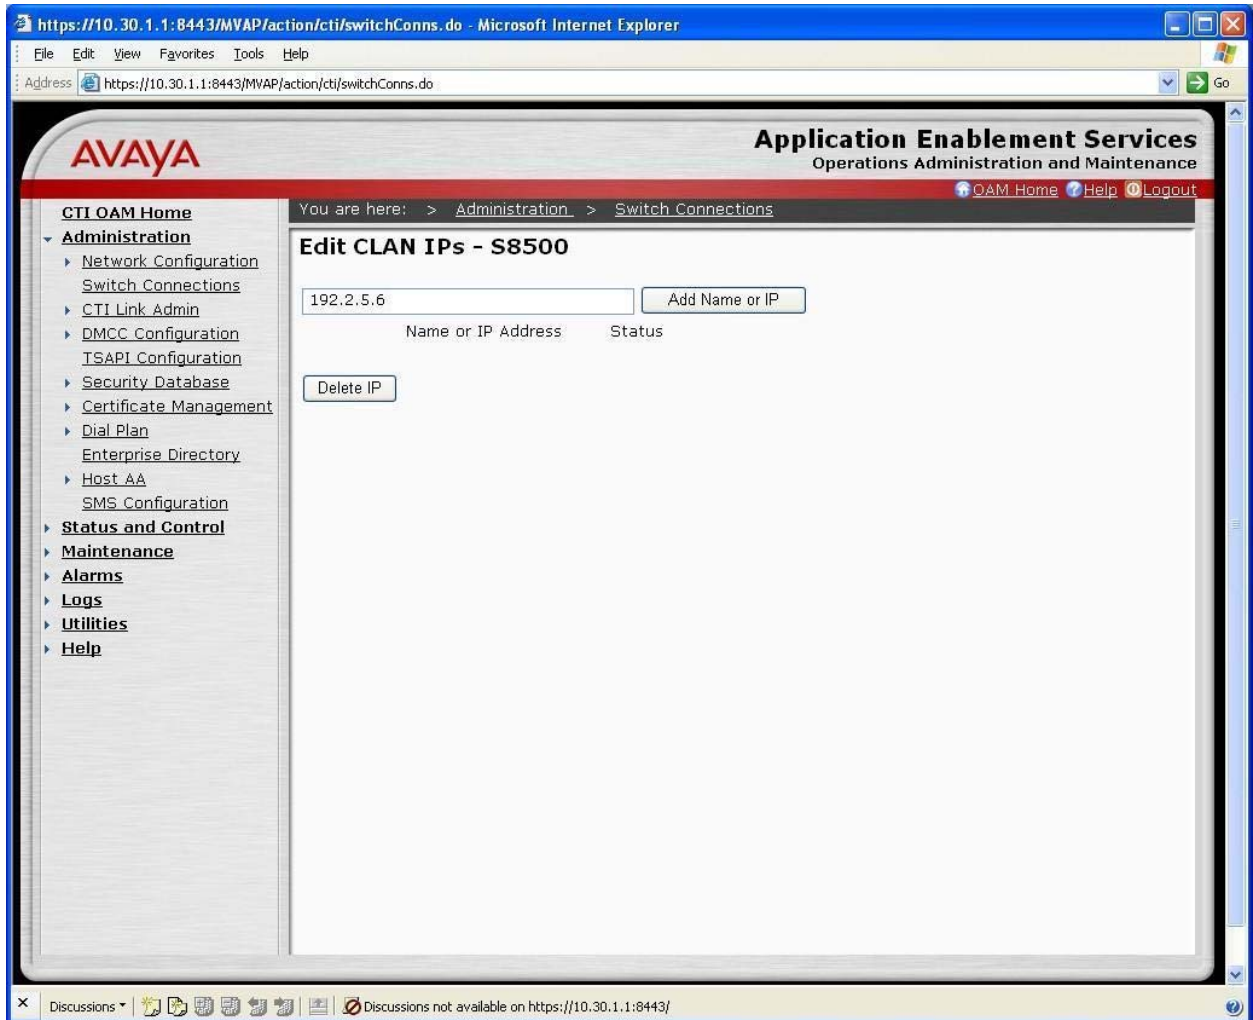 https://10.30.1.1:8443/MVAP/action/cti/switchConns.do - Microsoft Internet Explorer
File Edit View Favorites Tools Help
Address https://10.30.1.1:8443/MVAP/action/cti/switchConns.do Go
AVAYA
Application Enablement Services
Operations Administration and Maintenance
OAM Home Help Logout
You are here: > Administration > Switch Connections
CTI OAM Home
Administration
Network Configuration
Switch Connections
CTI Link Admin
DMCC Configuration
TSAPI Configuration
Security Database
Certificate Management
Dial Plan
Enterprise Directory
Host AA
SMS Configuration
Status and Control
Maintenance
Alarms
Logs
Utilities
Help
Edit CLAN IPs - S8500
192.2.5.6 Add Name or IP
Name or IP Address Status
Delete IP
Discussions Discussions not available on https://10.30.1.1:8443/